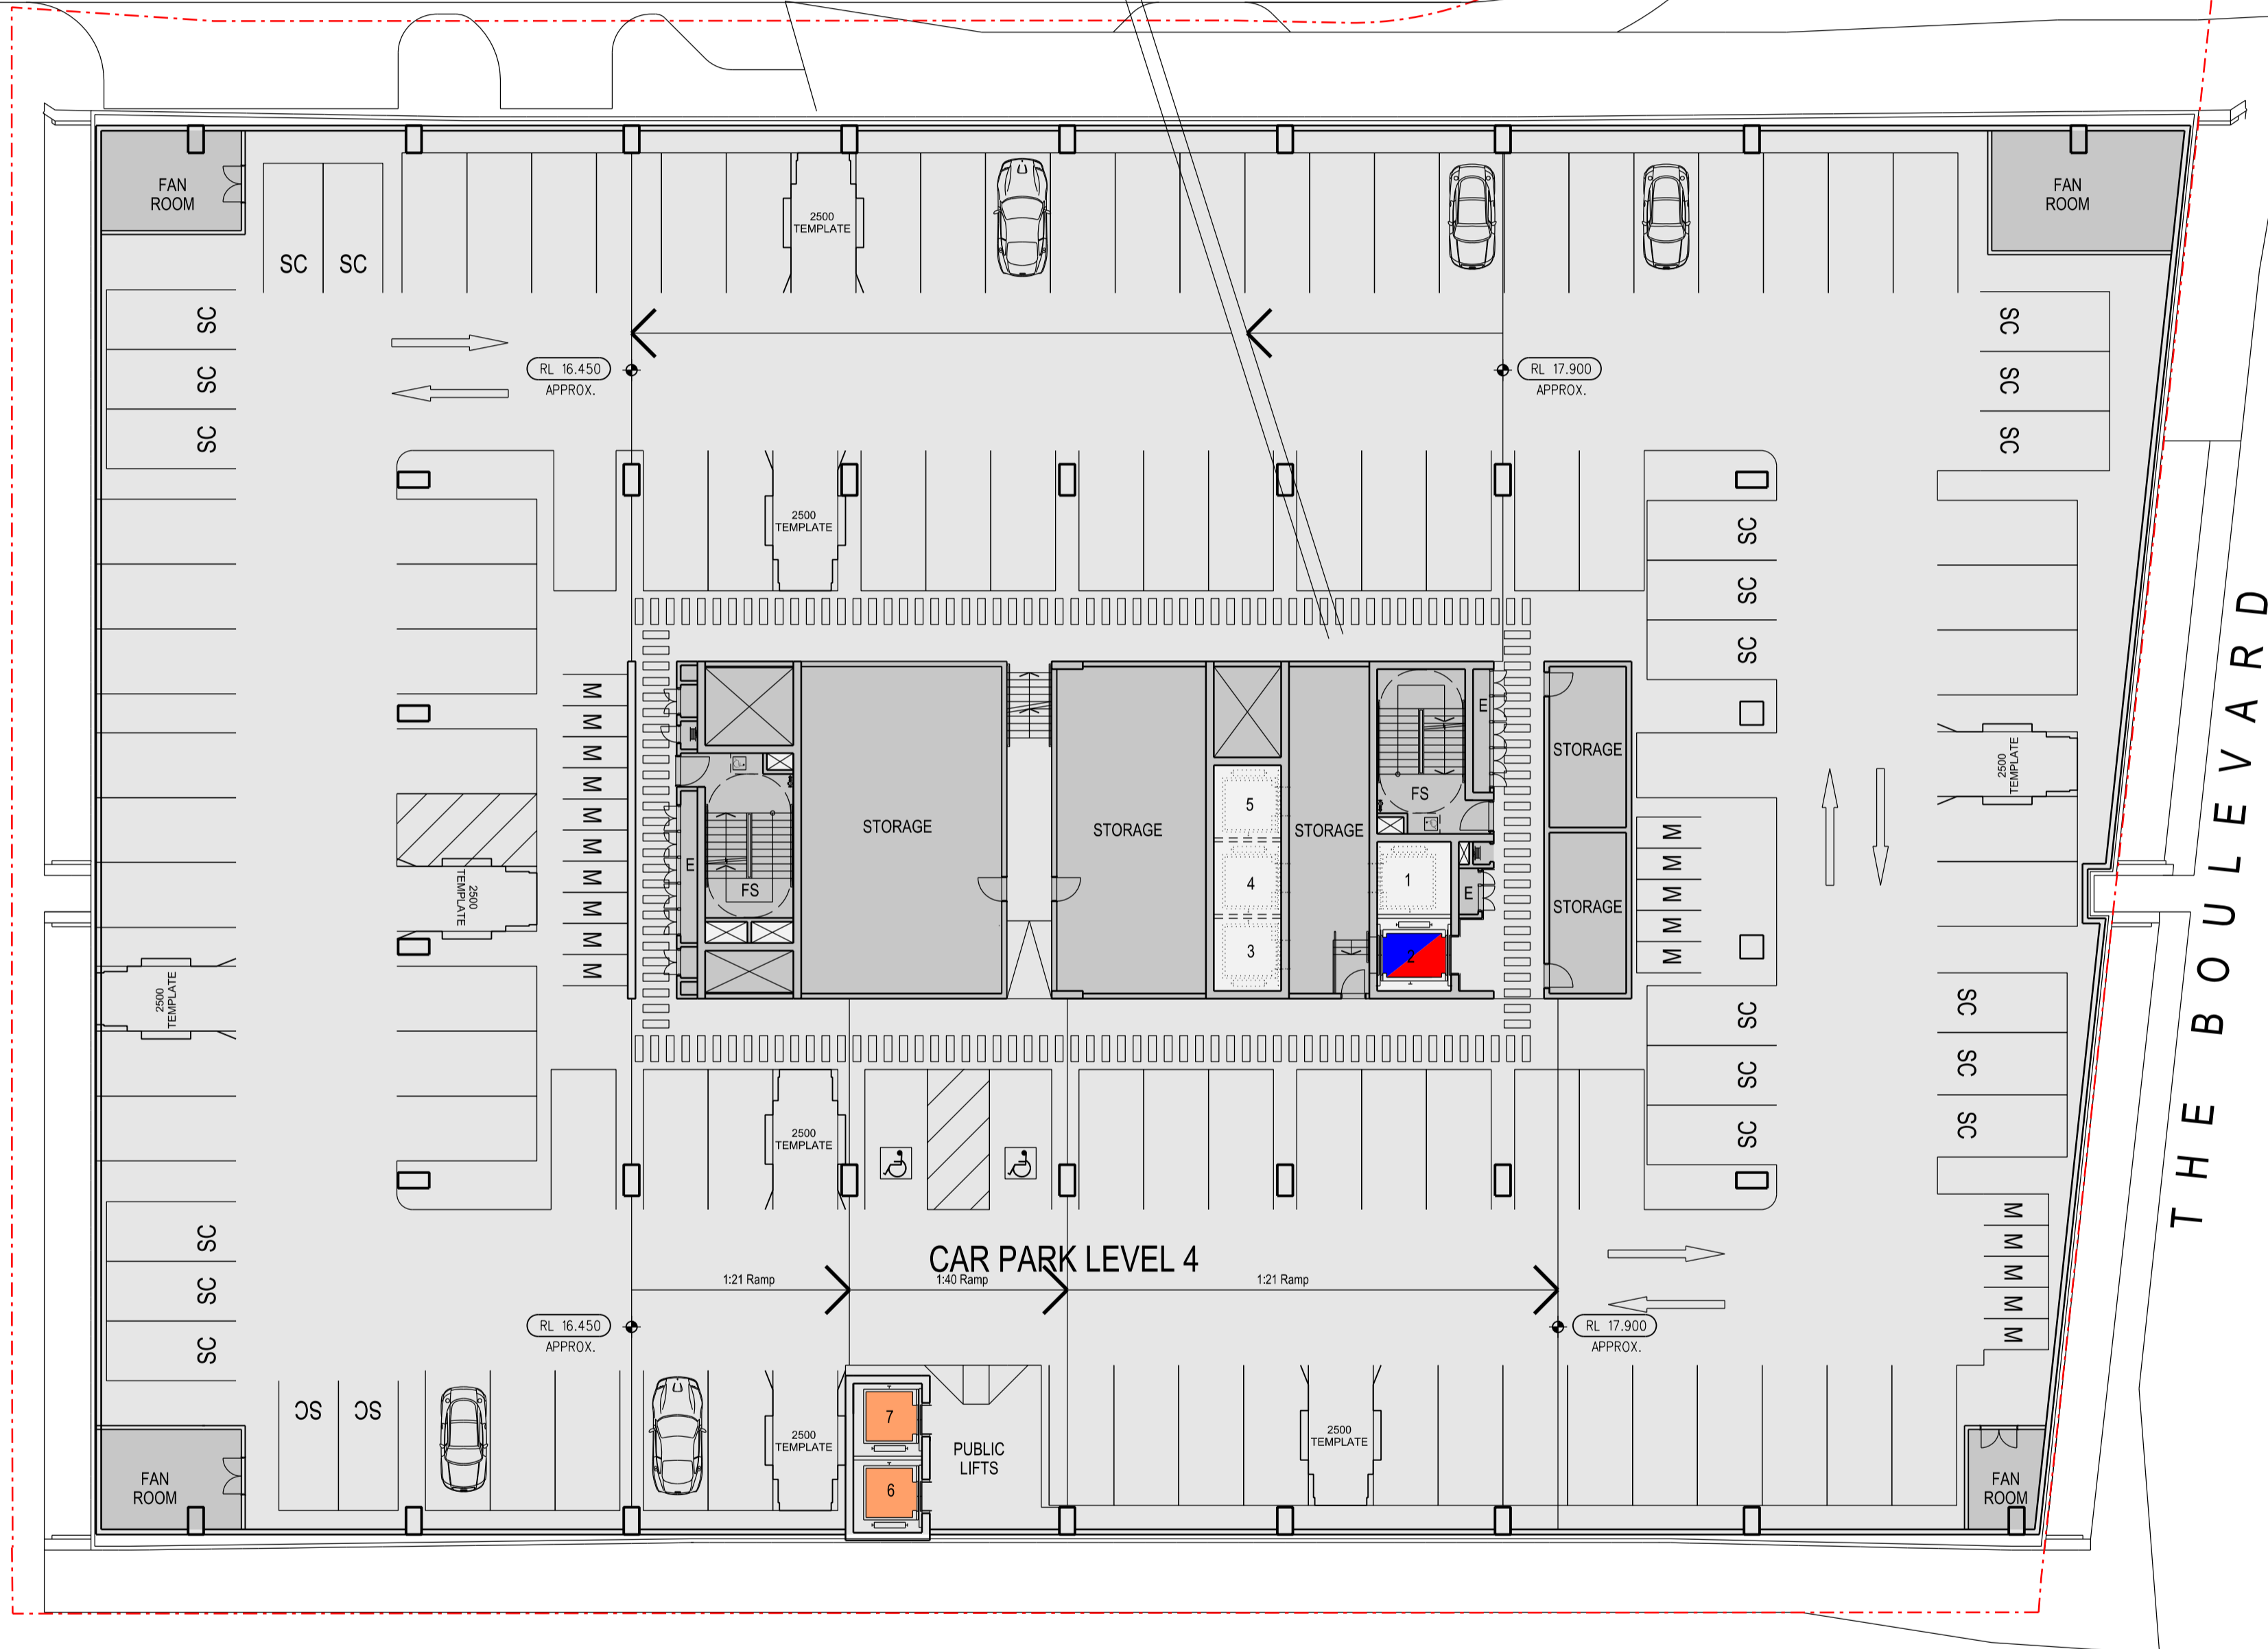 FAN
ROOM
FAN
ROOM
2500
TEMPLATE
SC
SC
SC
SC
SC
SC
SC
SC
RL 16.450
APPROX.
RL 17.900
APPROX.
2500
TEMPLATE
SC
SC
SC
M
M
M
M
M
M
M
M
M
M
E
FS
STORAGE
STORAGE
5
4
3
STORAGE
E
FS
1
E
2
STORAGE
STORAGE
M
M
M
M
M
2500
TEMPLATE
2500
TEMPLATE
2500
TEMPLATE
THE BOULEVARD
SC
SC
SC
SC
SC
SC
2500
TEMPLATE
SC
SC
SC
M
M
M
M
M
CAR PARK LEVEL 4
1:21 Ramp
1:40 Ramp
1:21 Ramp
RL 16.450
APPROX.
RL 17.900
APPROX.
SC
SC
2500
TEMPLATE
7
6
PUBLIC
LIFTS
2500
TEMPLATE
FAN
ROOM
FAN
ROOM